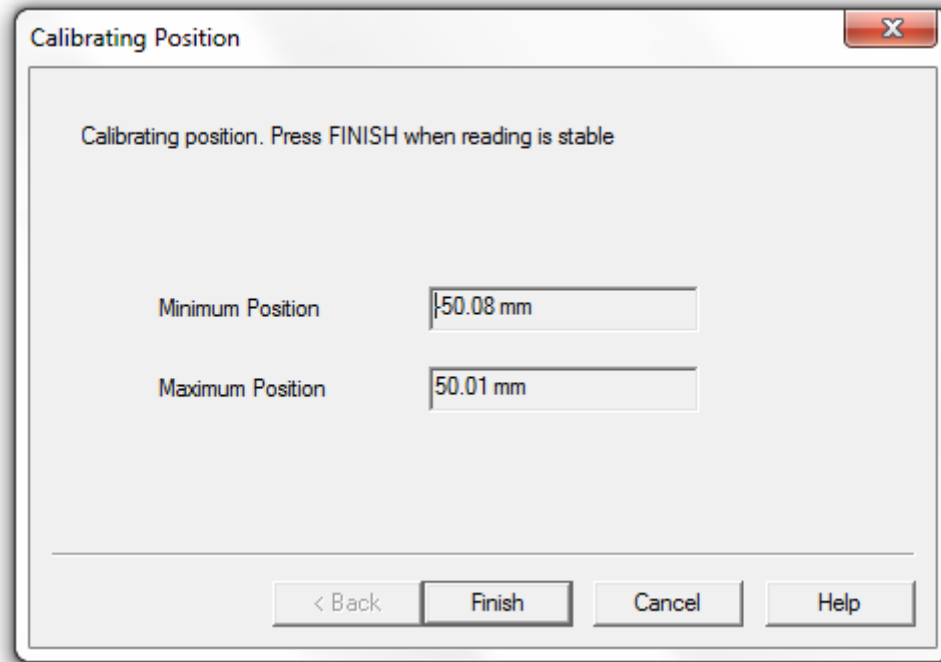 Calibrating Position
Calibrating position. Press FINISH when reading is stable
Minimum Position -50.08 mm
Maximum Position 50.01 mm
< Back Finish Cancel Help